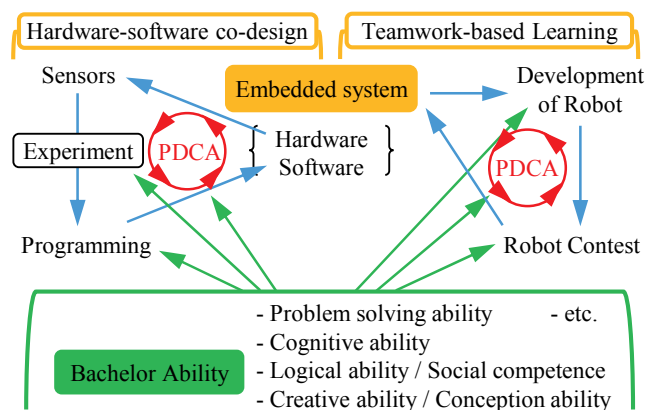 Hardware-software co-design
Teamwork-based Learning
Sensors
Embedded system
Development
of Robot
Experiment
PDCA
Hardware
Software
PDCA
Programming
Robot Contest
- Problem solving ability - etc.
- Cognitive ability
Bachelor Ability
- Logical ability / Social competence
- Creative ability / Conception ability